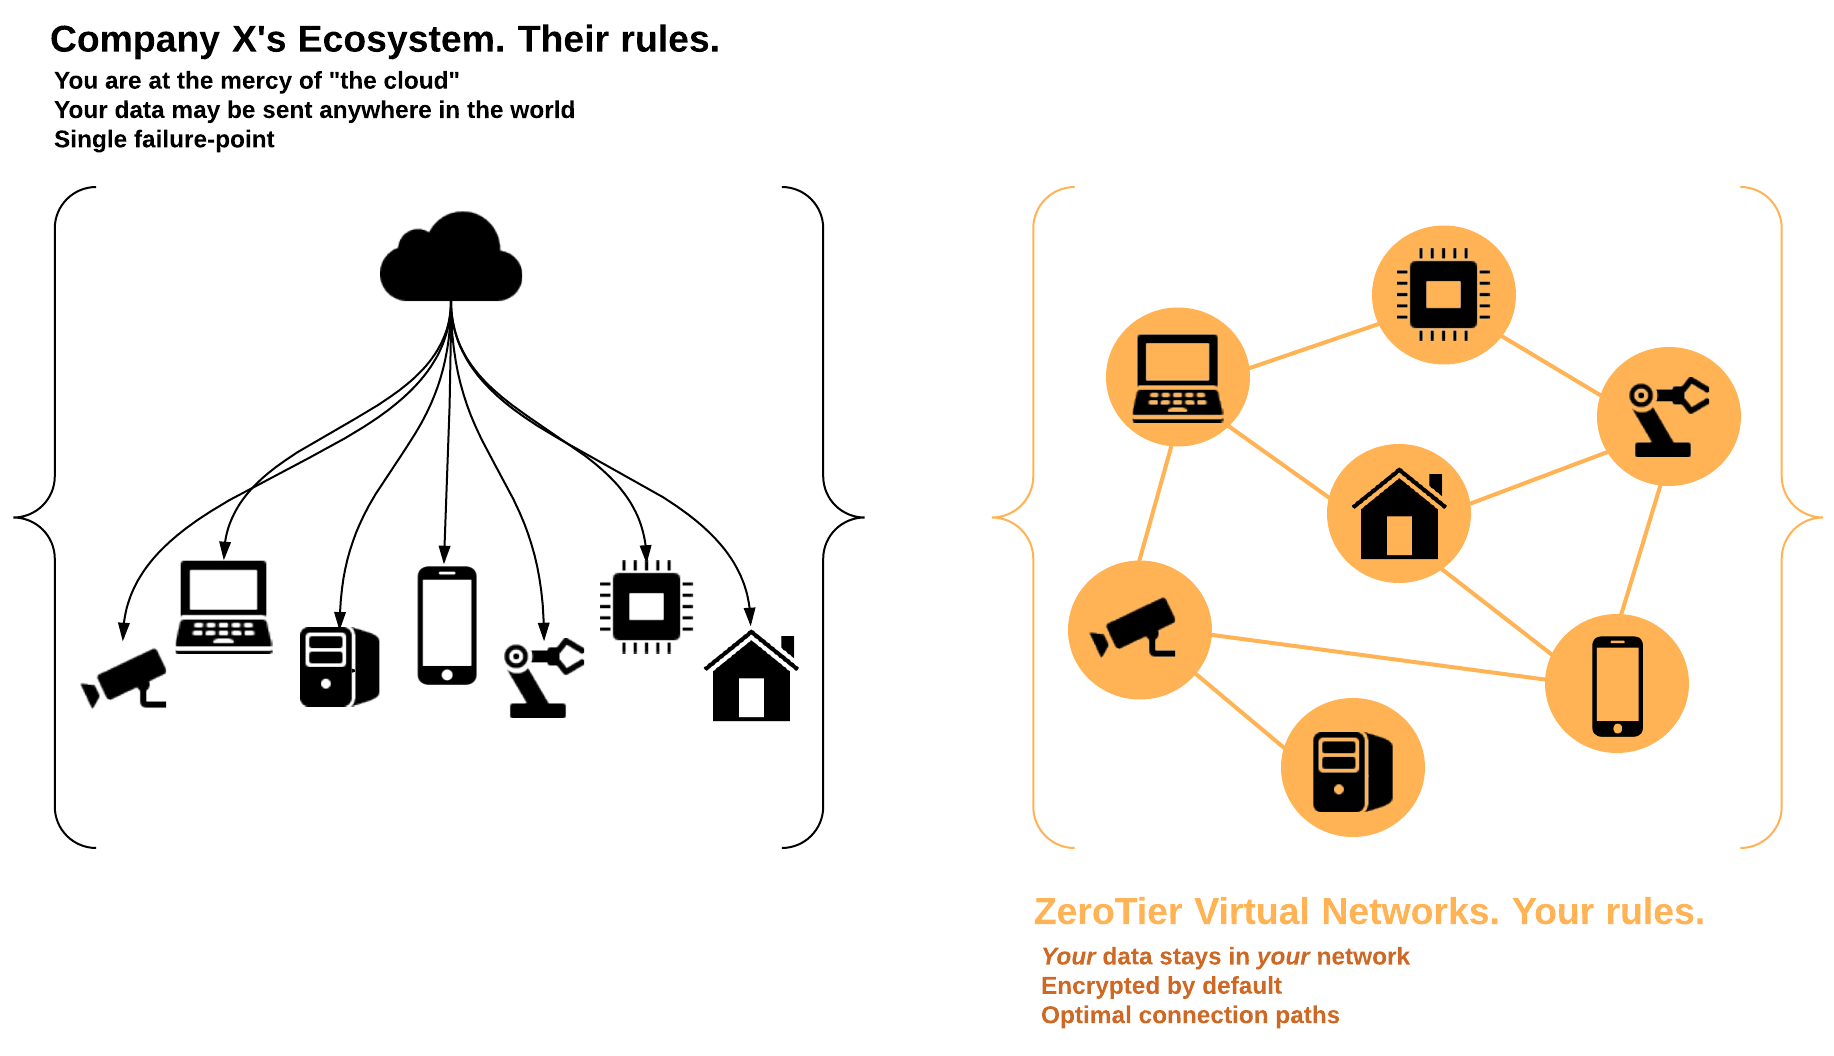 Company X's Ecosystem. Their rules.
You are at the mercy of "the cloud"
Your data may be sent anywhere in the world
Single failure-point
ZeroTier Virtual Networks. Your rules.
Your data stays in your network
Encrypted by default
Optimal connection paths